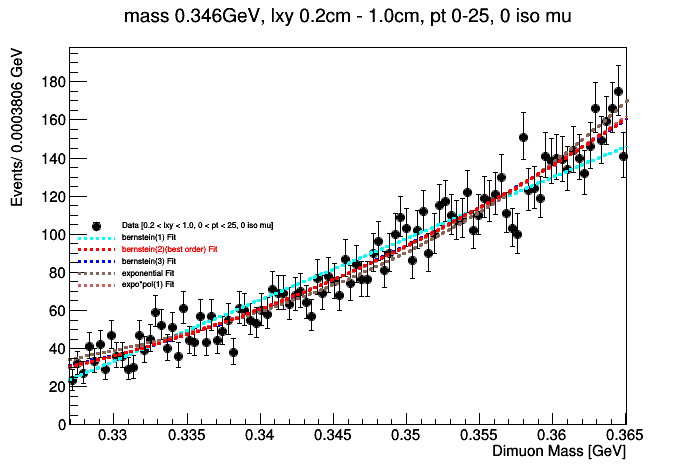 mass 0.346GeV, lxy 0.2cm - 1.0cm, pt 0-25, 0 iso mu
Events/ 0.0003806 GeV
180
160
140
120
100
80
60
40
20
0
Data [0.2 < lxy < 1.0, 0 < pt < 25, 0 iso mu]
bernstein(1) Fit
bernstein(2)(best order) Fit
bernstein(3) Fit
exponential Fit
expo*pol(1) Fit
0.33 0.335 0.34 0.345 0.35 0.355 0.36 0.365
Dimuon Mass [GeV]